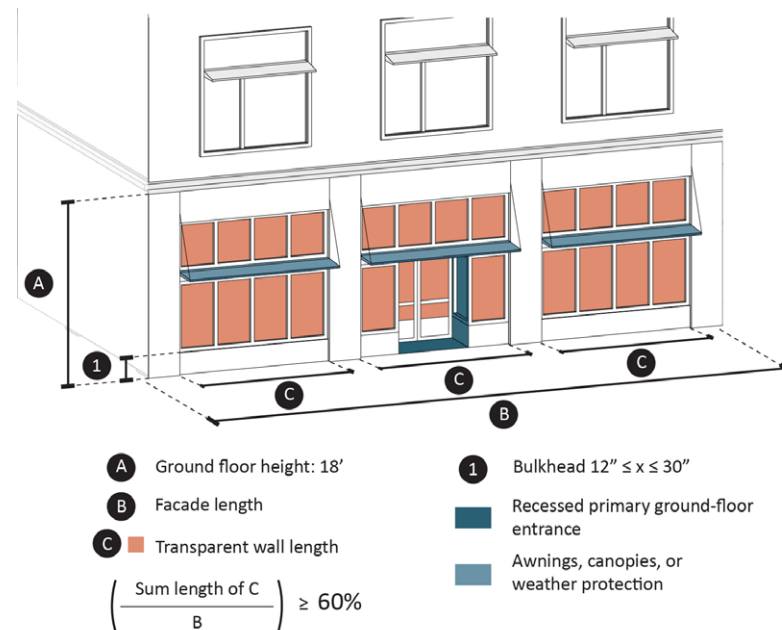 A
1
C
C
C
B
A Ground floor height: 18’
B Facade length
C Transparent wall length
( Sum length of C / B ) ≥ 60%
1 Bulkhead 12” ≤ x ≤ 30”
Recessed primary ground-floor
entrance
Awnings, canopies, or
weather protection